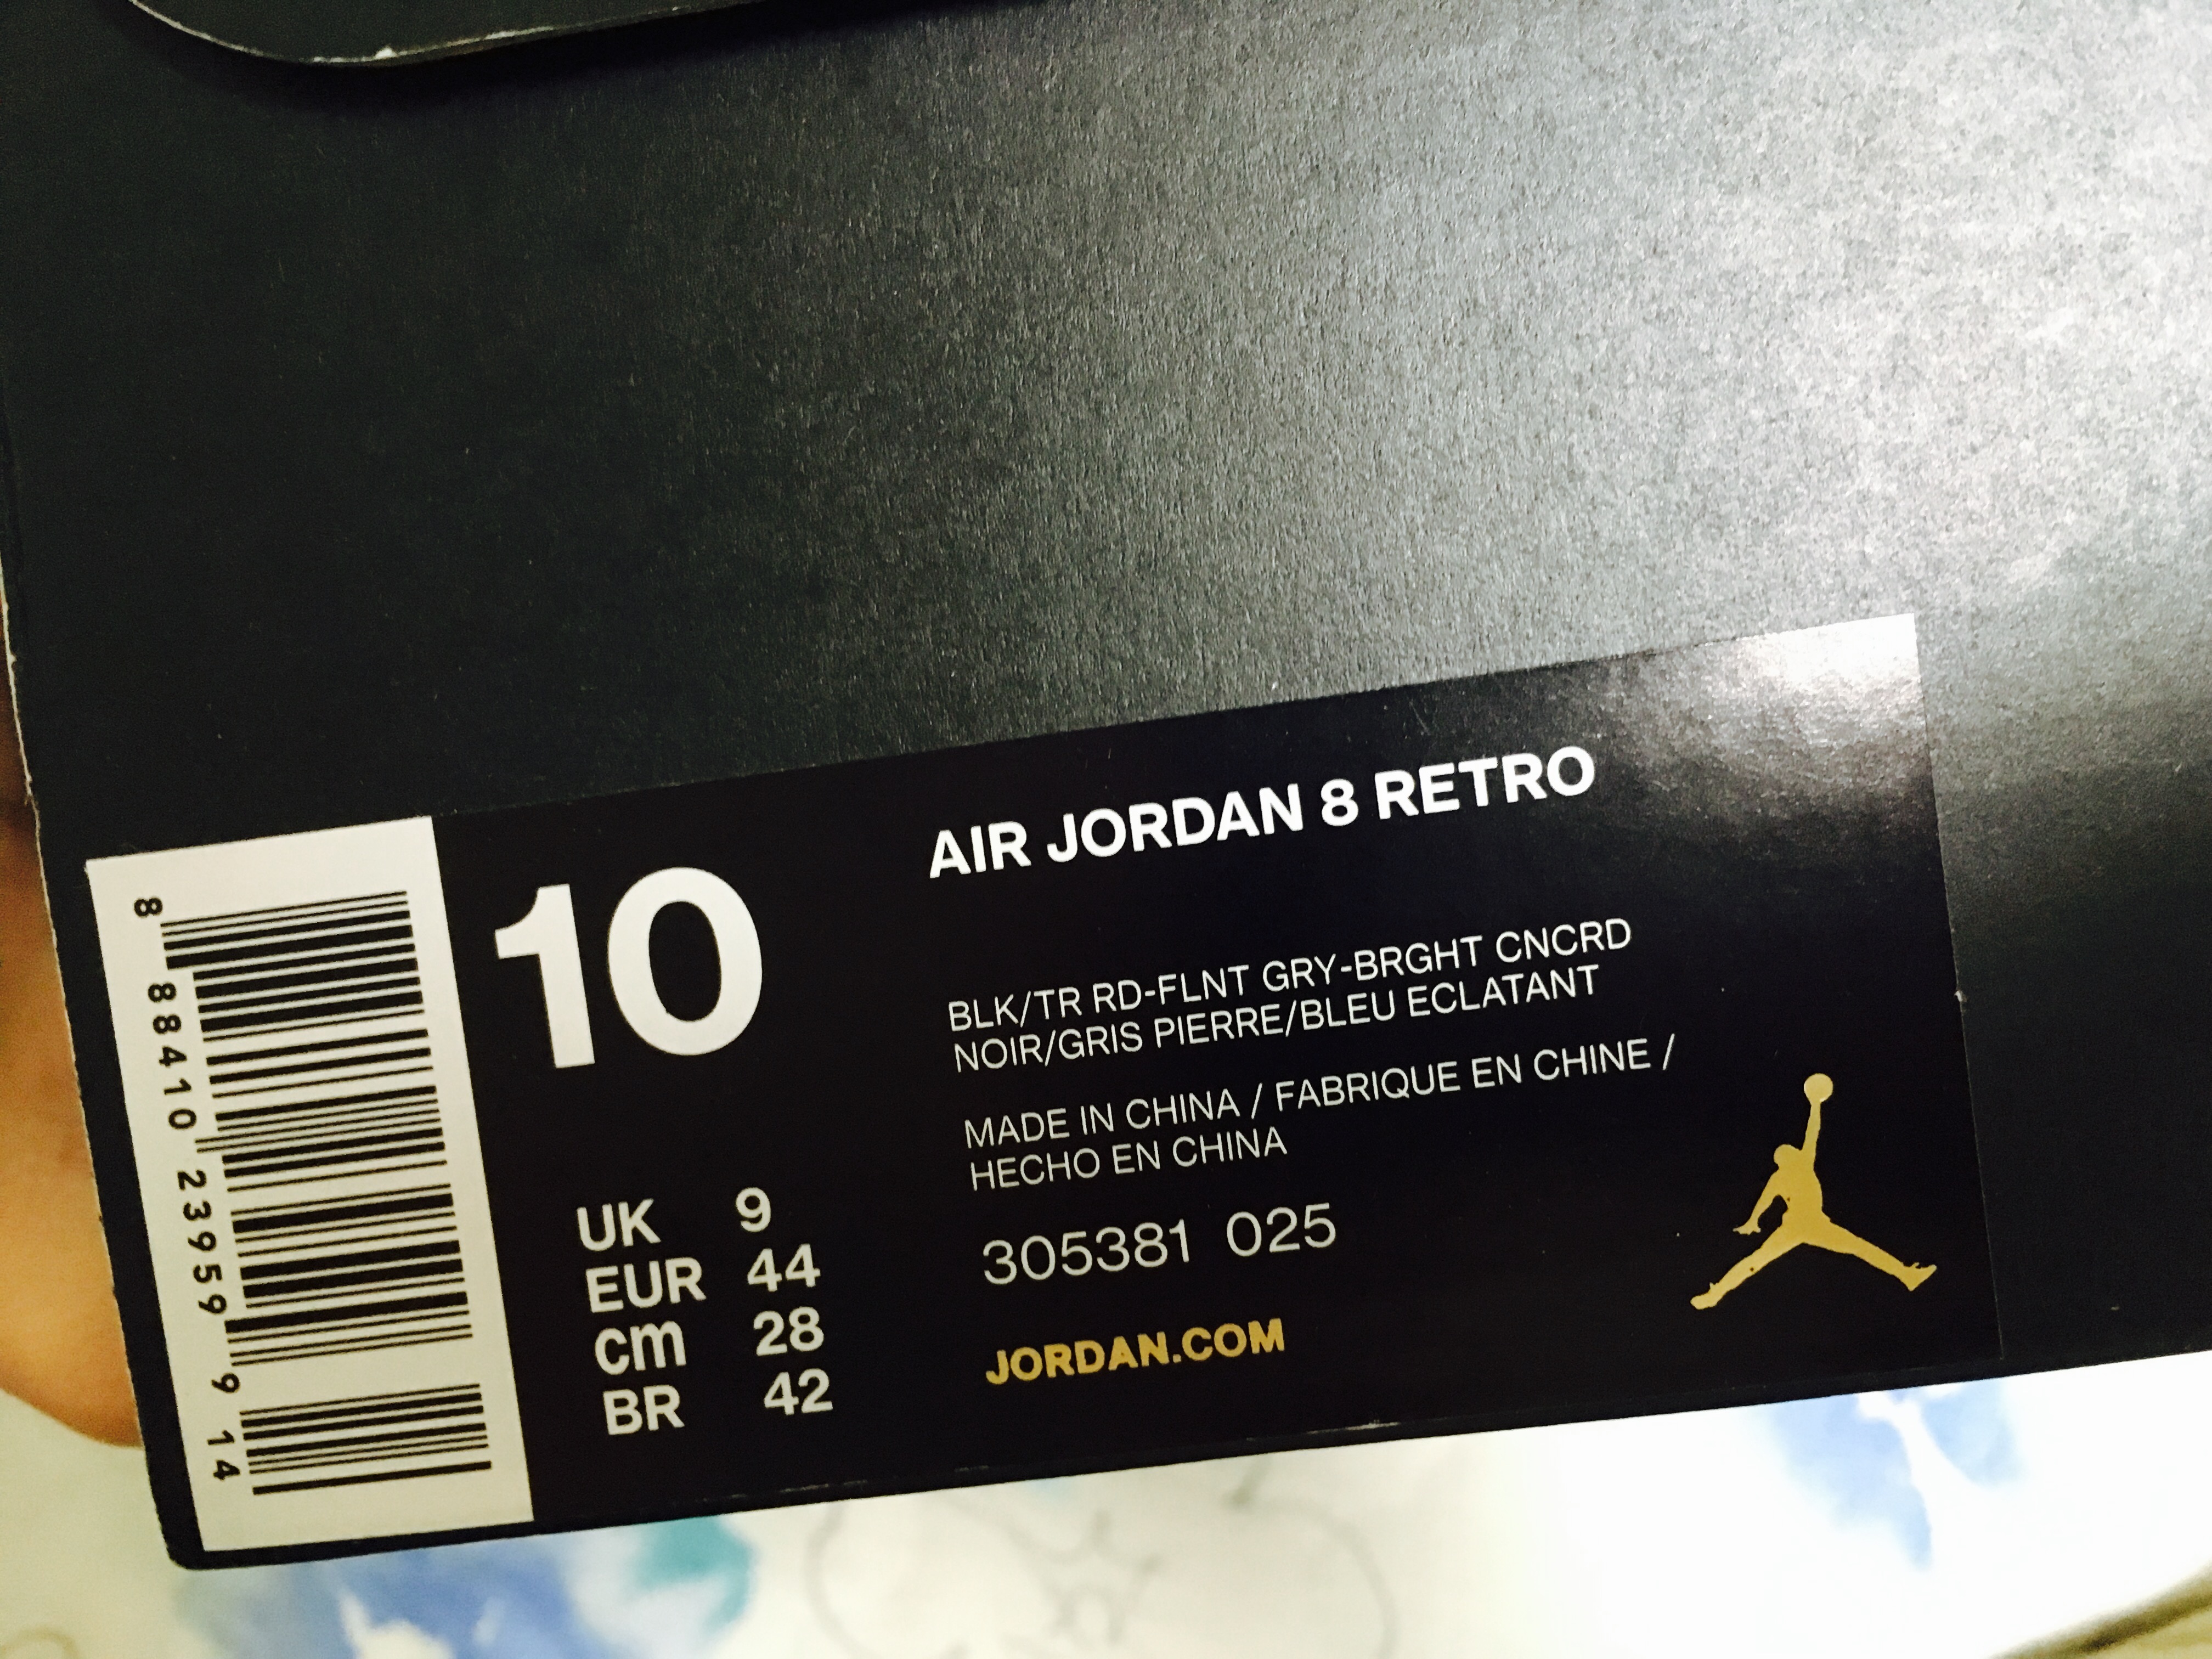 AIR JORDAN 8 RETRO
10
BLK/TR RD-FLNT GRY-BRGHT CNCRD
NOIR/GRIS PIERRE/BLEU ECLATANT
MADE IN CHINA / FABRIQUE EN CHINE /
HECHO EN CHINA
UK 9
EUR 44
cm 28
BR 42
305381 025
JORDAN.COM
8 88410 23959 9 14